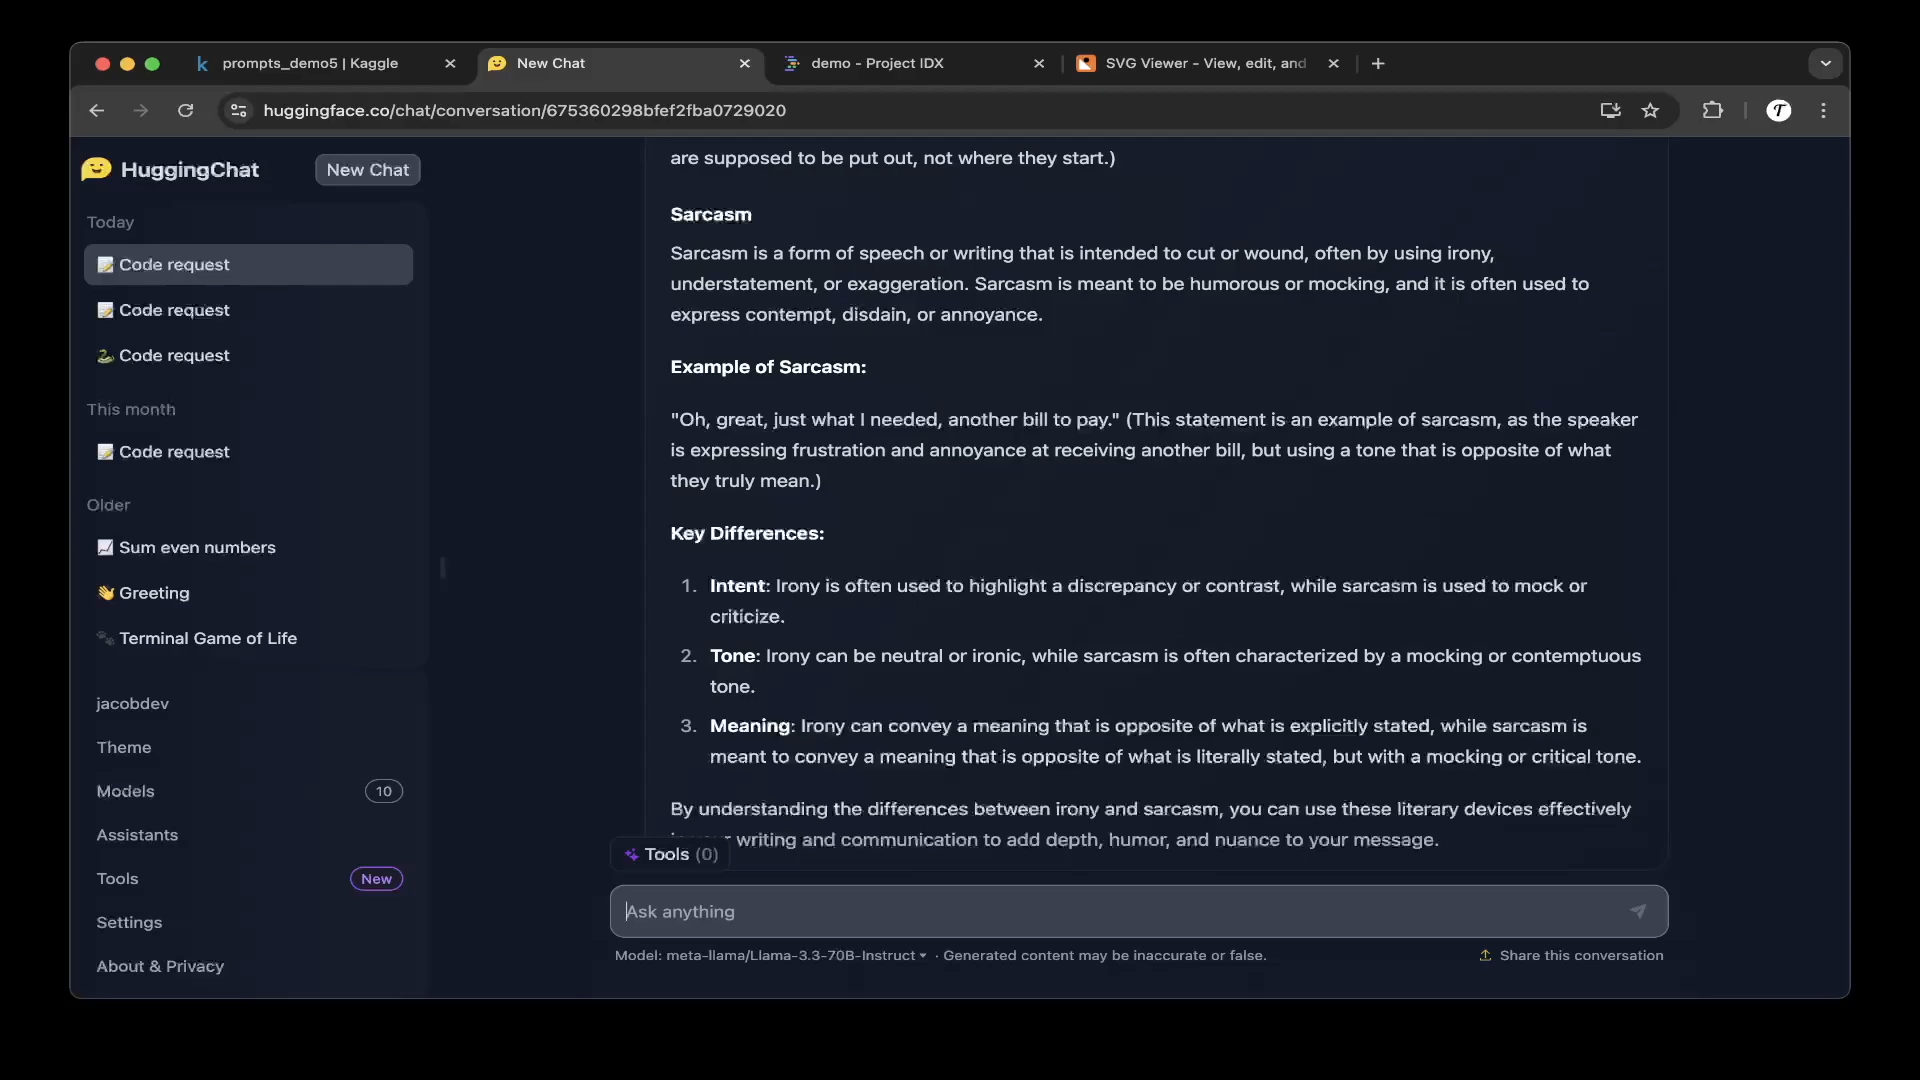 prompts_demo5 | Kaggle
New Chat
demo - Project IDX
SVG Viewer - View, edit, and
huggingface.co/chat/conversation/675360298bfef2fba0729020
HuggingChat
New Chat
Today
Code request
Code request
Code request
This month
Code request
Older
Sum even numbers
Greeting
Terminal Game of Life
jacobdev
Theme
Models
10
Assistants
Tools
New
Settings
About & Privacy
are supposed to be put out, not where they start.)
Sarcasm
Sarcasm is a form of speech or writing that is intended to cut or wound, often by using irony,
understatement, or exaggeration. Sarcasm is meant to be humorous or mocking, and it is often used to
express contempt, disdain, or annoyance.
Example of Sarcasm:
"Oh, great, just what I needed, another bill to pay." (This statement is an example of sarcasm, as the speaker
is expressing frustration and annoyance at receiving another bill, but using a tone that is opposite of what
they truly mean.)
Key Differences:
1. Intent: Irony is often used to highlight a discrepancy or contrast, while sarcasm is used to mock or
criticize.
2. Tone: Irony can be neutral or ironic, while sarcasm is often characterized by a mocking or contemptuous
tone.
3. Meaning: Irony can convey a meaning that is opposite of what is explicitly stated, while sarcasm is
meant to convey a meaning that is opposite of what is literally stated, but with a mocking or critical tone.
By understanding the differences between irony and sarcasm, you can use these literary devices effectively
writing and communication to add depth, humor, and nuance to your message.
Tools (0)
Ask anything
Model: meta-llama/Llama-3.3-70B-Instruct · Generated content may be inaccurate or false.
Share this conversation